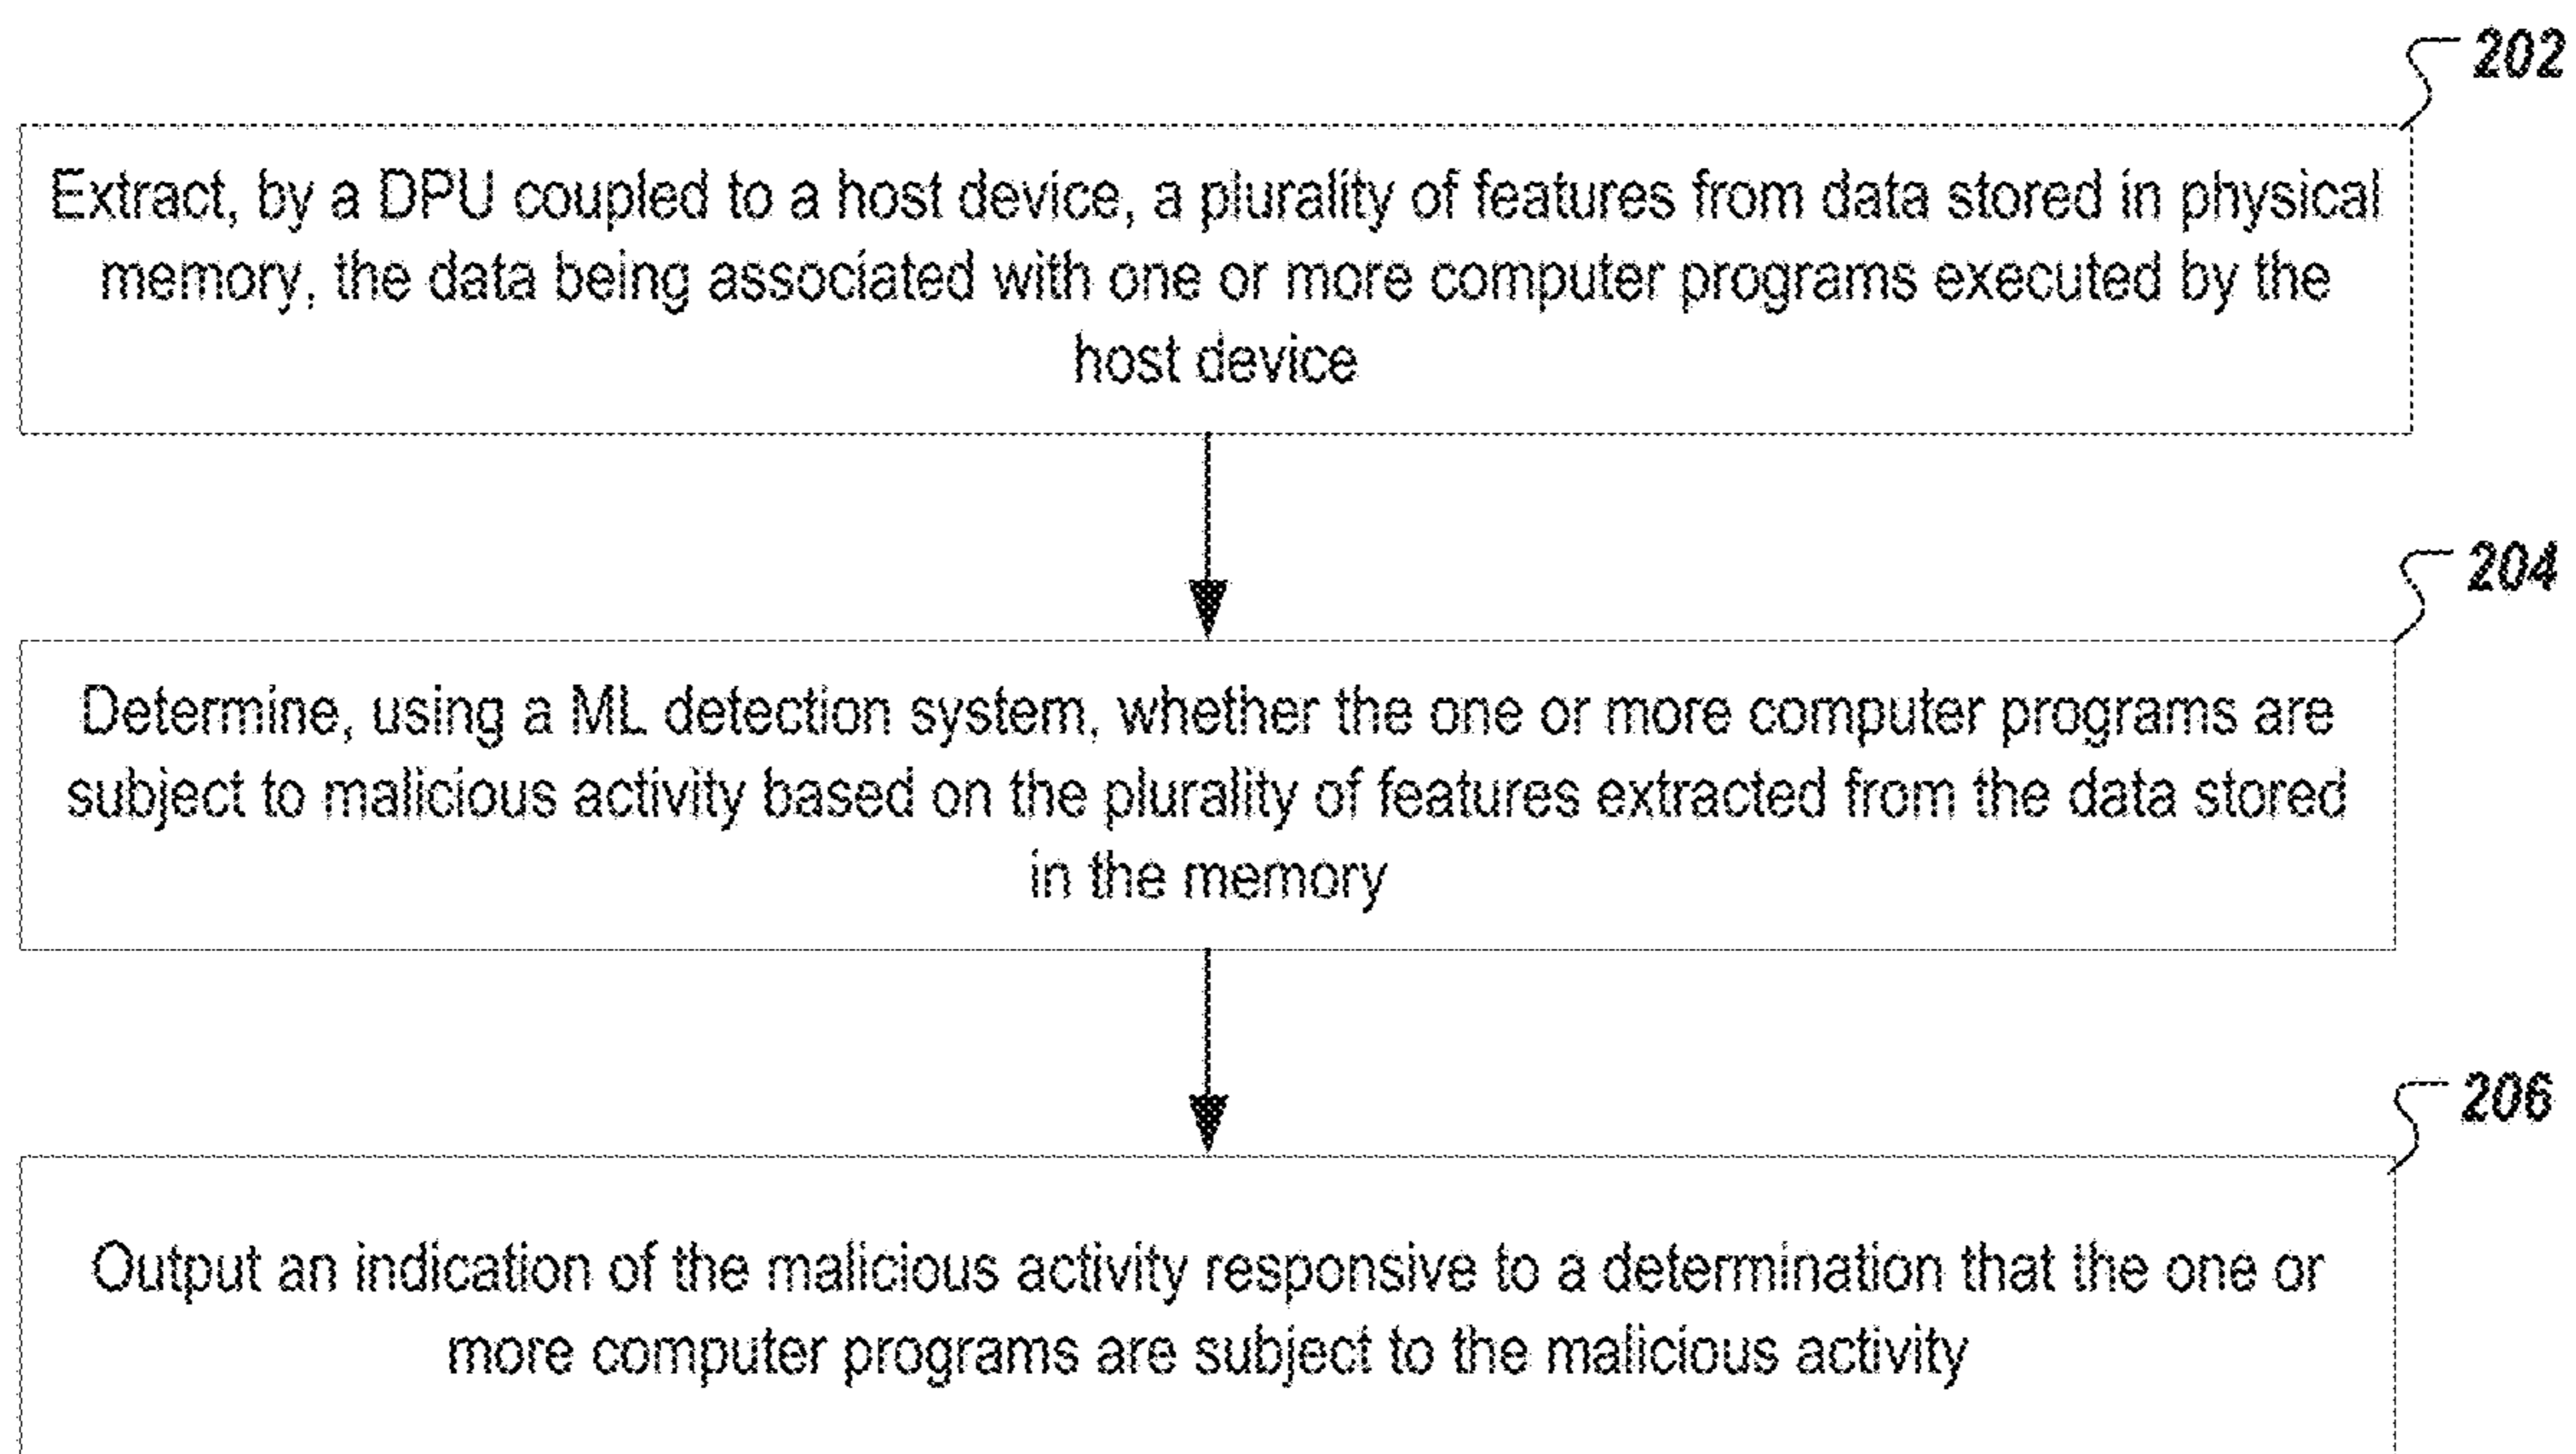 202
Extract, by a DPU coupled to a host device, a plurality of features from data stored in physical
memory, the data being associated with one or more computer programs executed by the
host device
204
Determine, using a ML detection system, whether the one or more computer programs are
subject to malicious activity based on the plurality of features extracted from the data stored
in the memory
206
Output an indication of the malicious activity responsive to a determination that the one or
more computer programs are subject to the malicious activity